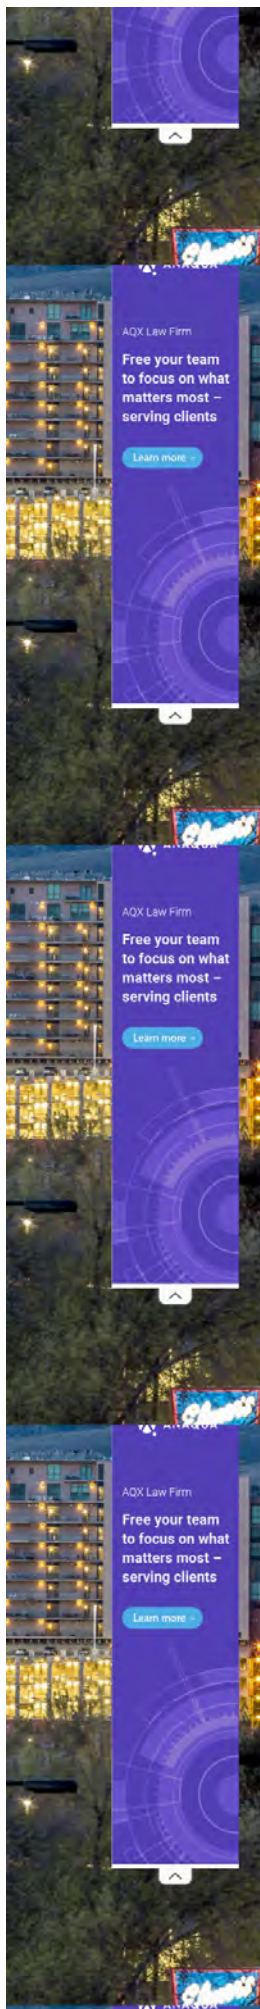 AQX Law Firm
Free your team
to focus on what
matters most –
serving clients
Learn more
AQX Law Firm
Free your team
to focus on what
matters most –
serving clients
Learn more
AQX Law Firm
Free your team
to focus on what
matters most –
serving clients
Learn more